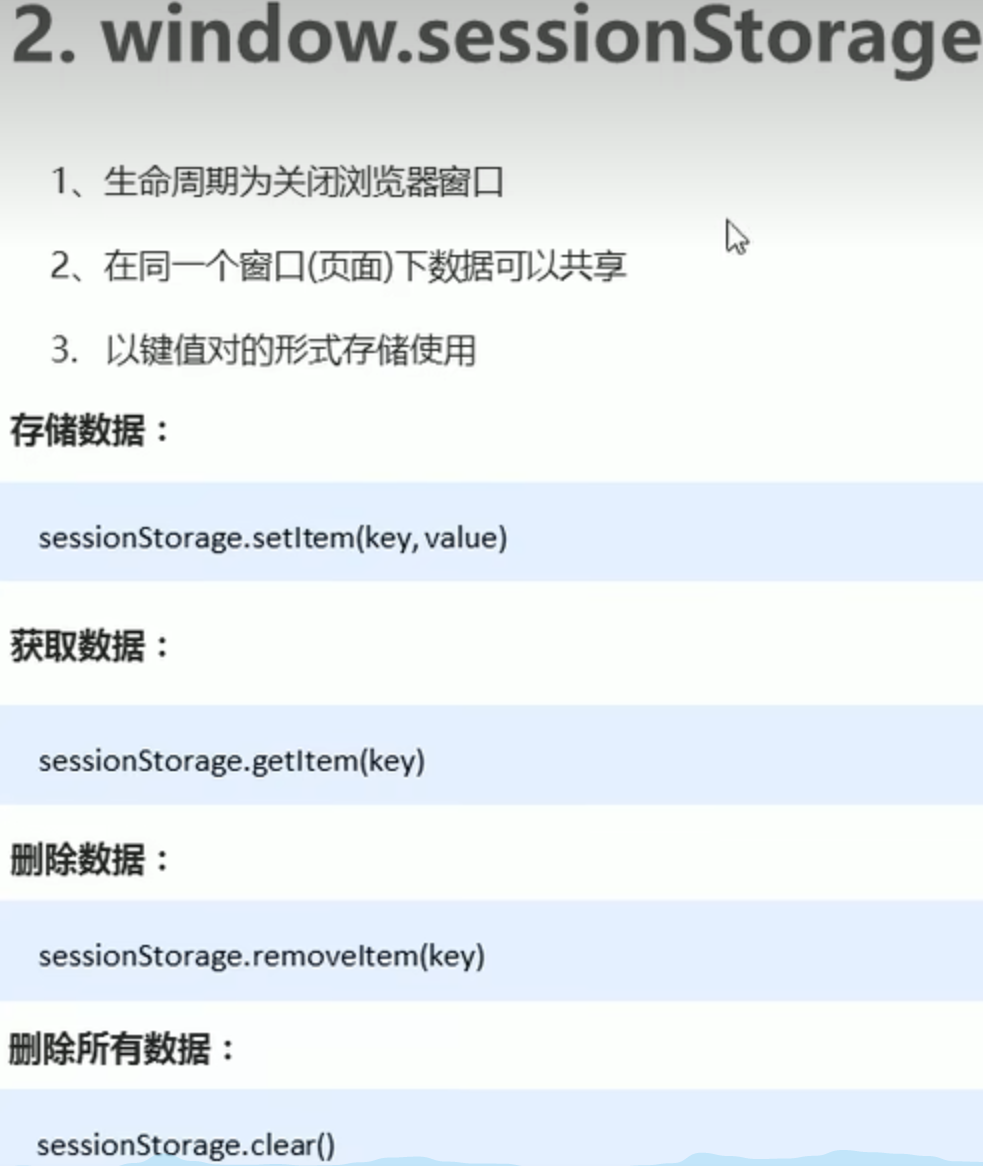 2. window.sessionStorage
1、生命周期为关闭浏览器窗口
2、在同一个窗口(页面)下数据可以共享
3. 以键值对的形式存储使用
存储数据：
sessionStorage.setItem(key, value)
获取数据：
sessionStorage.getItem(key)
删除数据：
sessionStorage.removeItem(key)
删除所有数据：
sessionStorage.clear()